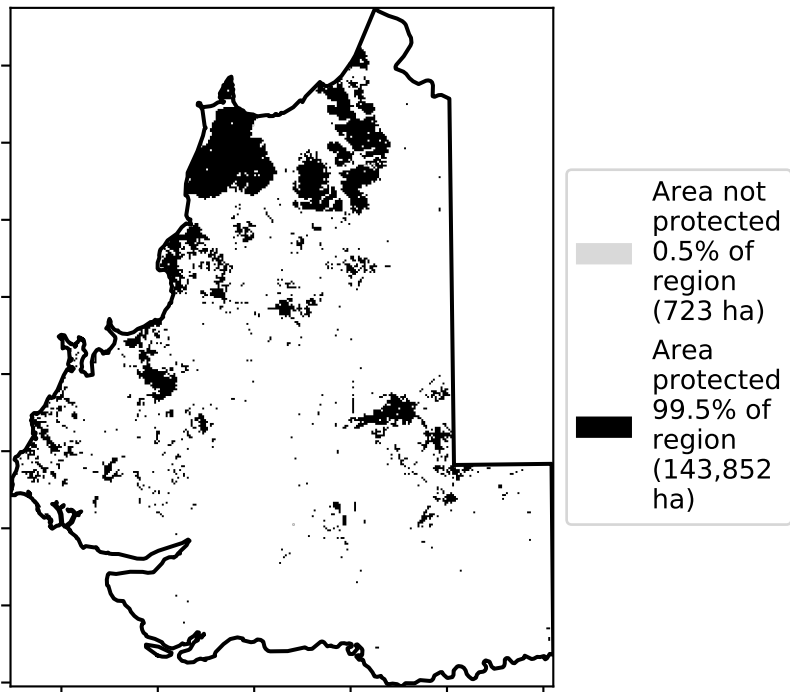 Area not
protected
0.5% of
region
(723 ha)
Area
protected
99.5% of
region
(143,852
ha)